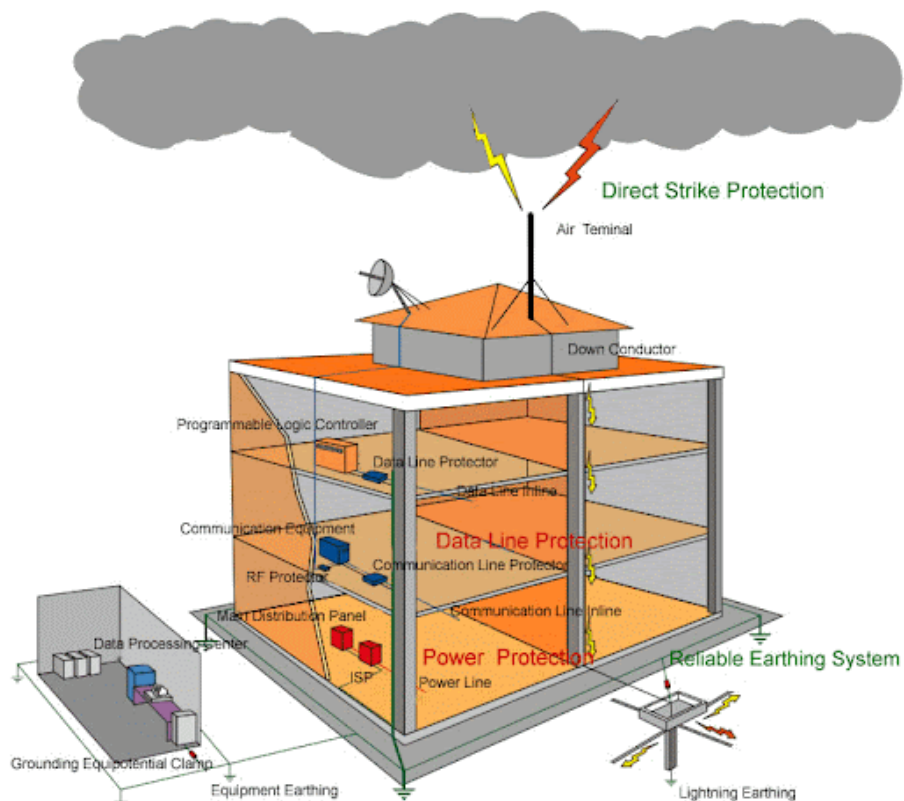 Direct Strike Protection
Air Teminal
Down Conductor
Programmable Logic Controller
Data Line Protector
Data Line Inline
Communication Equipment
Data Line Protection
RF Protector
Communication Line Protector
Main Distribution Panel
Communication Line Inline
Data Processing Center
Power Protection
Reliable Earthing System
ISP
Power Line
Grounding Equipotential Clamp
Equipment Earthing
Lightning Earthing